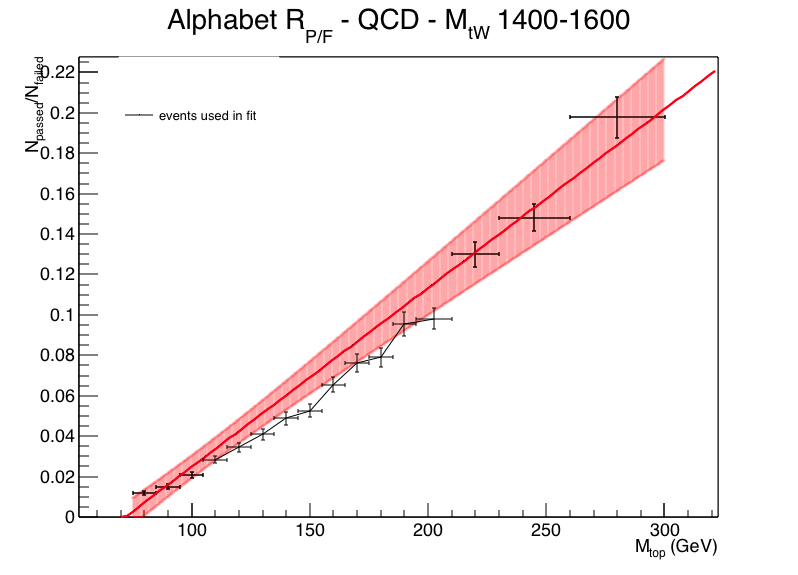 Alphabet R_P/F - QCD - M_tW 1400-1600
N_passed/N_failed
0.22
0.2
0.18
0.16
0.14
0.12
0.1
0.08
0.06
0.04
0.02
0
events used in fit
100 150 200 250 300
M_top (GeV)